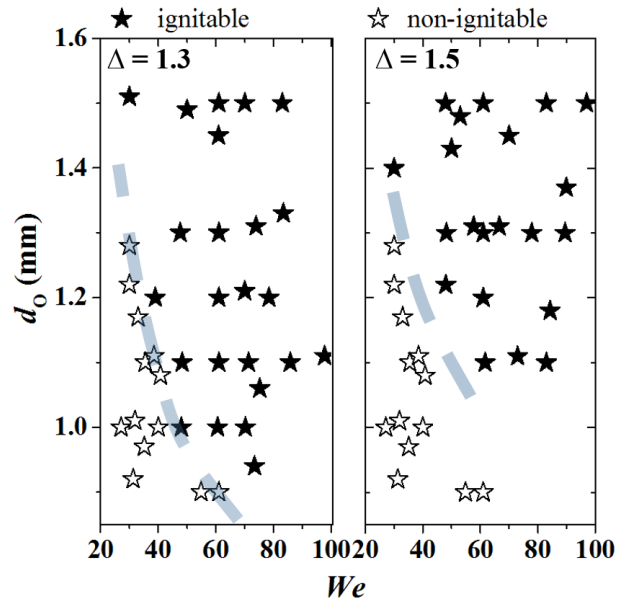 ★ ignitable ☆ non-ignitable
Δ = 1.3 Δ = 1.5
1.6
1.4
1.2
1.0
d_O (mm)
20 40 60 80 100 20 40 60 80 100
We